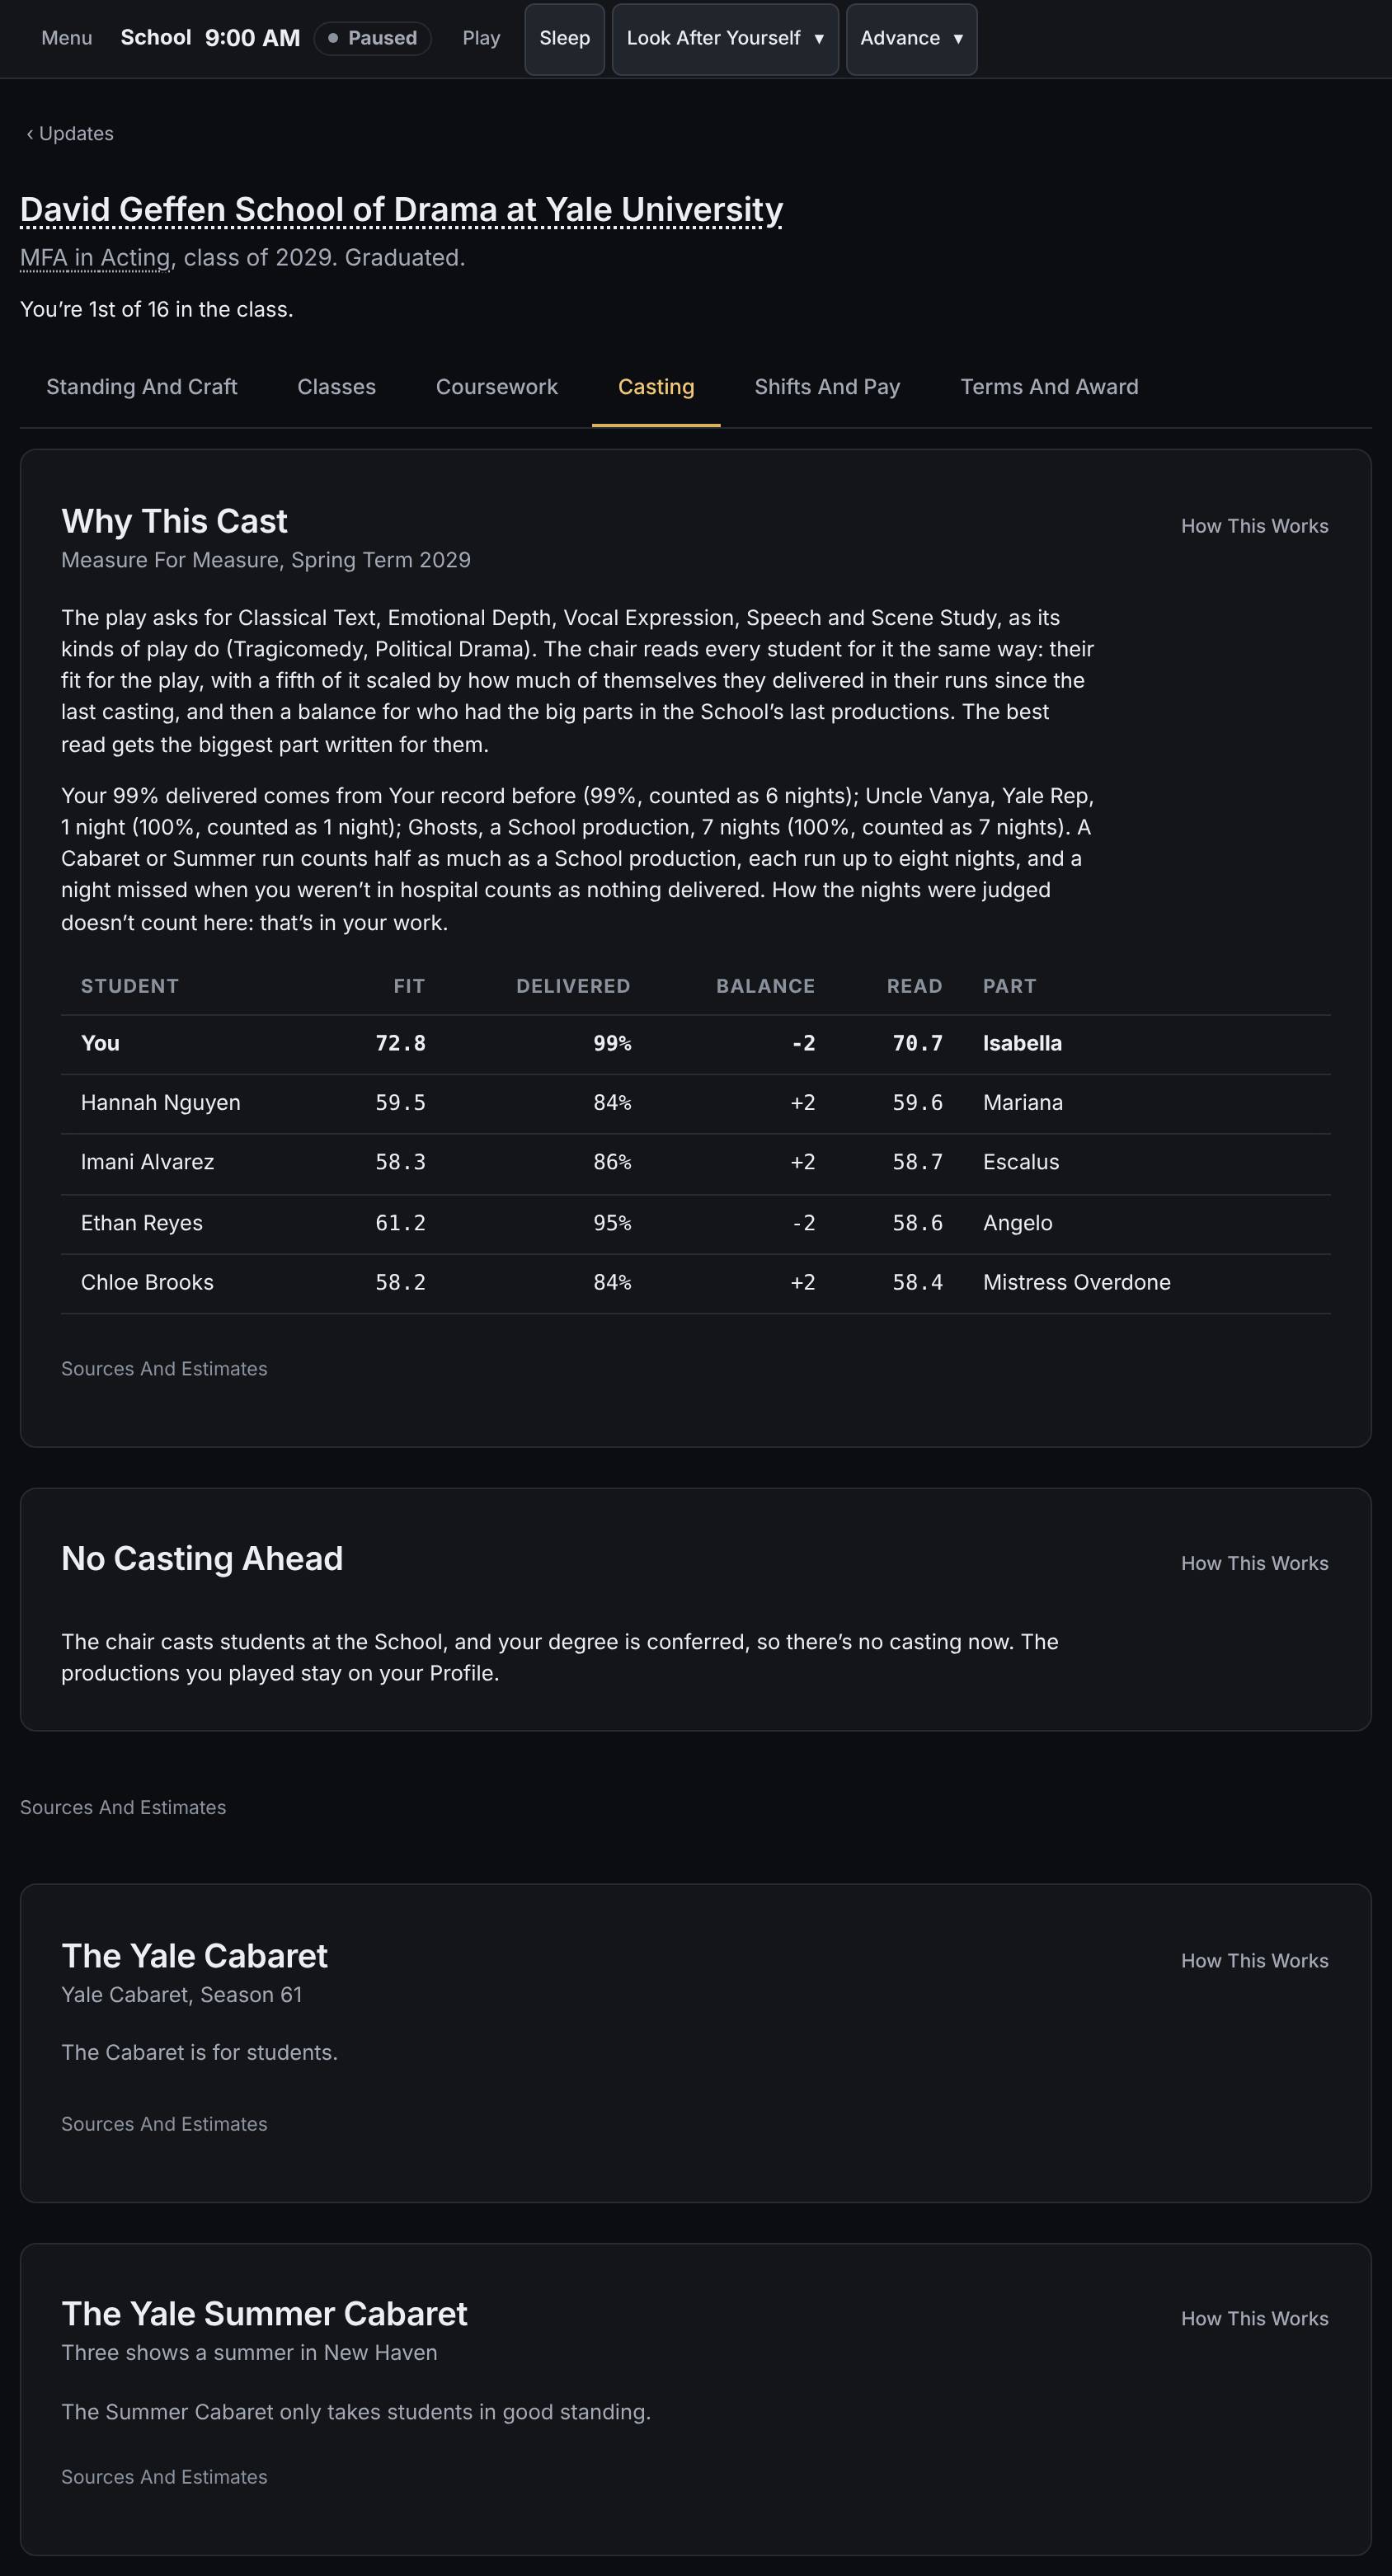 Menu School 9:00 AM Paused Play Sleep Look After Yourself ▾ Advance ▾
‹ Updates
David Geffen School of Drama at Yale University
MFA in Acting, class of 2029. Graduated.
You’re 1st of 16 in the class.
Standing And Craft Classes Coursework Casting Shifts And Pay Terms And Award
Why This Cast How This Works
Measure For Measure, Spring Term 2029
The play asks for Classical Text, Emotional Depth, Vocal Expression, Speech and Scene Study, as its
kinds of play do (Tragicomedy, Political Drama). The chair reads every student for it the same way: their
fit for the play, with a fifth of it scaled by how much of themselves they delivered in their runs since the
last casting, and then a balance for who had the big parts in the School’s last productions. The best
read gets the biggest part written for them.
Your 99% delivered comes from Your record before (99%, counted as 6 nights); Uncle Vanya, Yale Rep,
1 night (100%, counted as 1 night); Ghosts, a School production, 7 nights (100%, counted as 7 nights). A
Cabaret or Summer run counts half as much as a School production, each run up to eight nights, and a
night missed when you weren’t in hospital counts as nothing delivered. How the nights were judged
doesn’t count here: that’s in your work.
STUDENT FIT DELIVERED BALANCE READ PART
You 72.8 99% -2 70.7 Isabella
Hannah Nguyen 59.5 84% +2 59.6 Mariana
Imani Alvarez 58.3 86% +2 58.7 Escalus
Ethan Reyes 61.2 95% -2 58.6 Angelo
Chloe Brooks 58.2 84% +2 58.4 Mistress Overdone
Sources And Estimates
No Casting Ahead How This Works
The chair casts students at the School, and your degree is conferred, so there’s no casting now. The
productions you played stay on your Profile.
Sources And Estimates
The Yale Cabaret How This Works
Yale Cabaret, Season 61
The Cabaret is for students.
Sources And Estimates
The Yale Summer Cabaret How This Works
Three shows a summer in New Haven
The Summer Cabaret only takes students in good standing.
Sources And Estimates